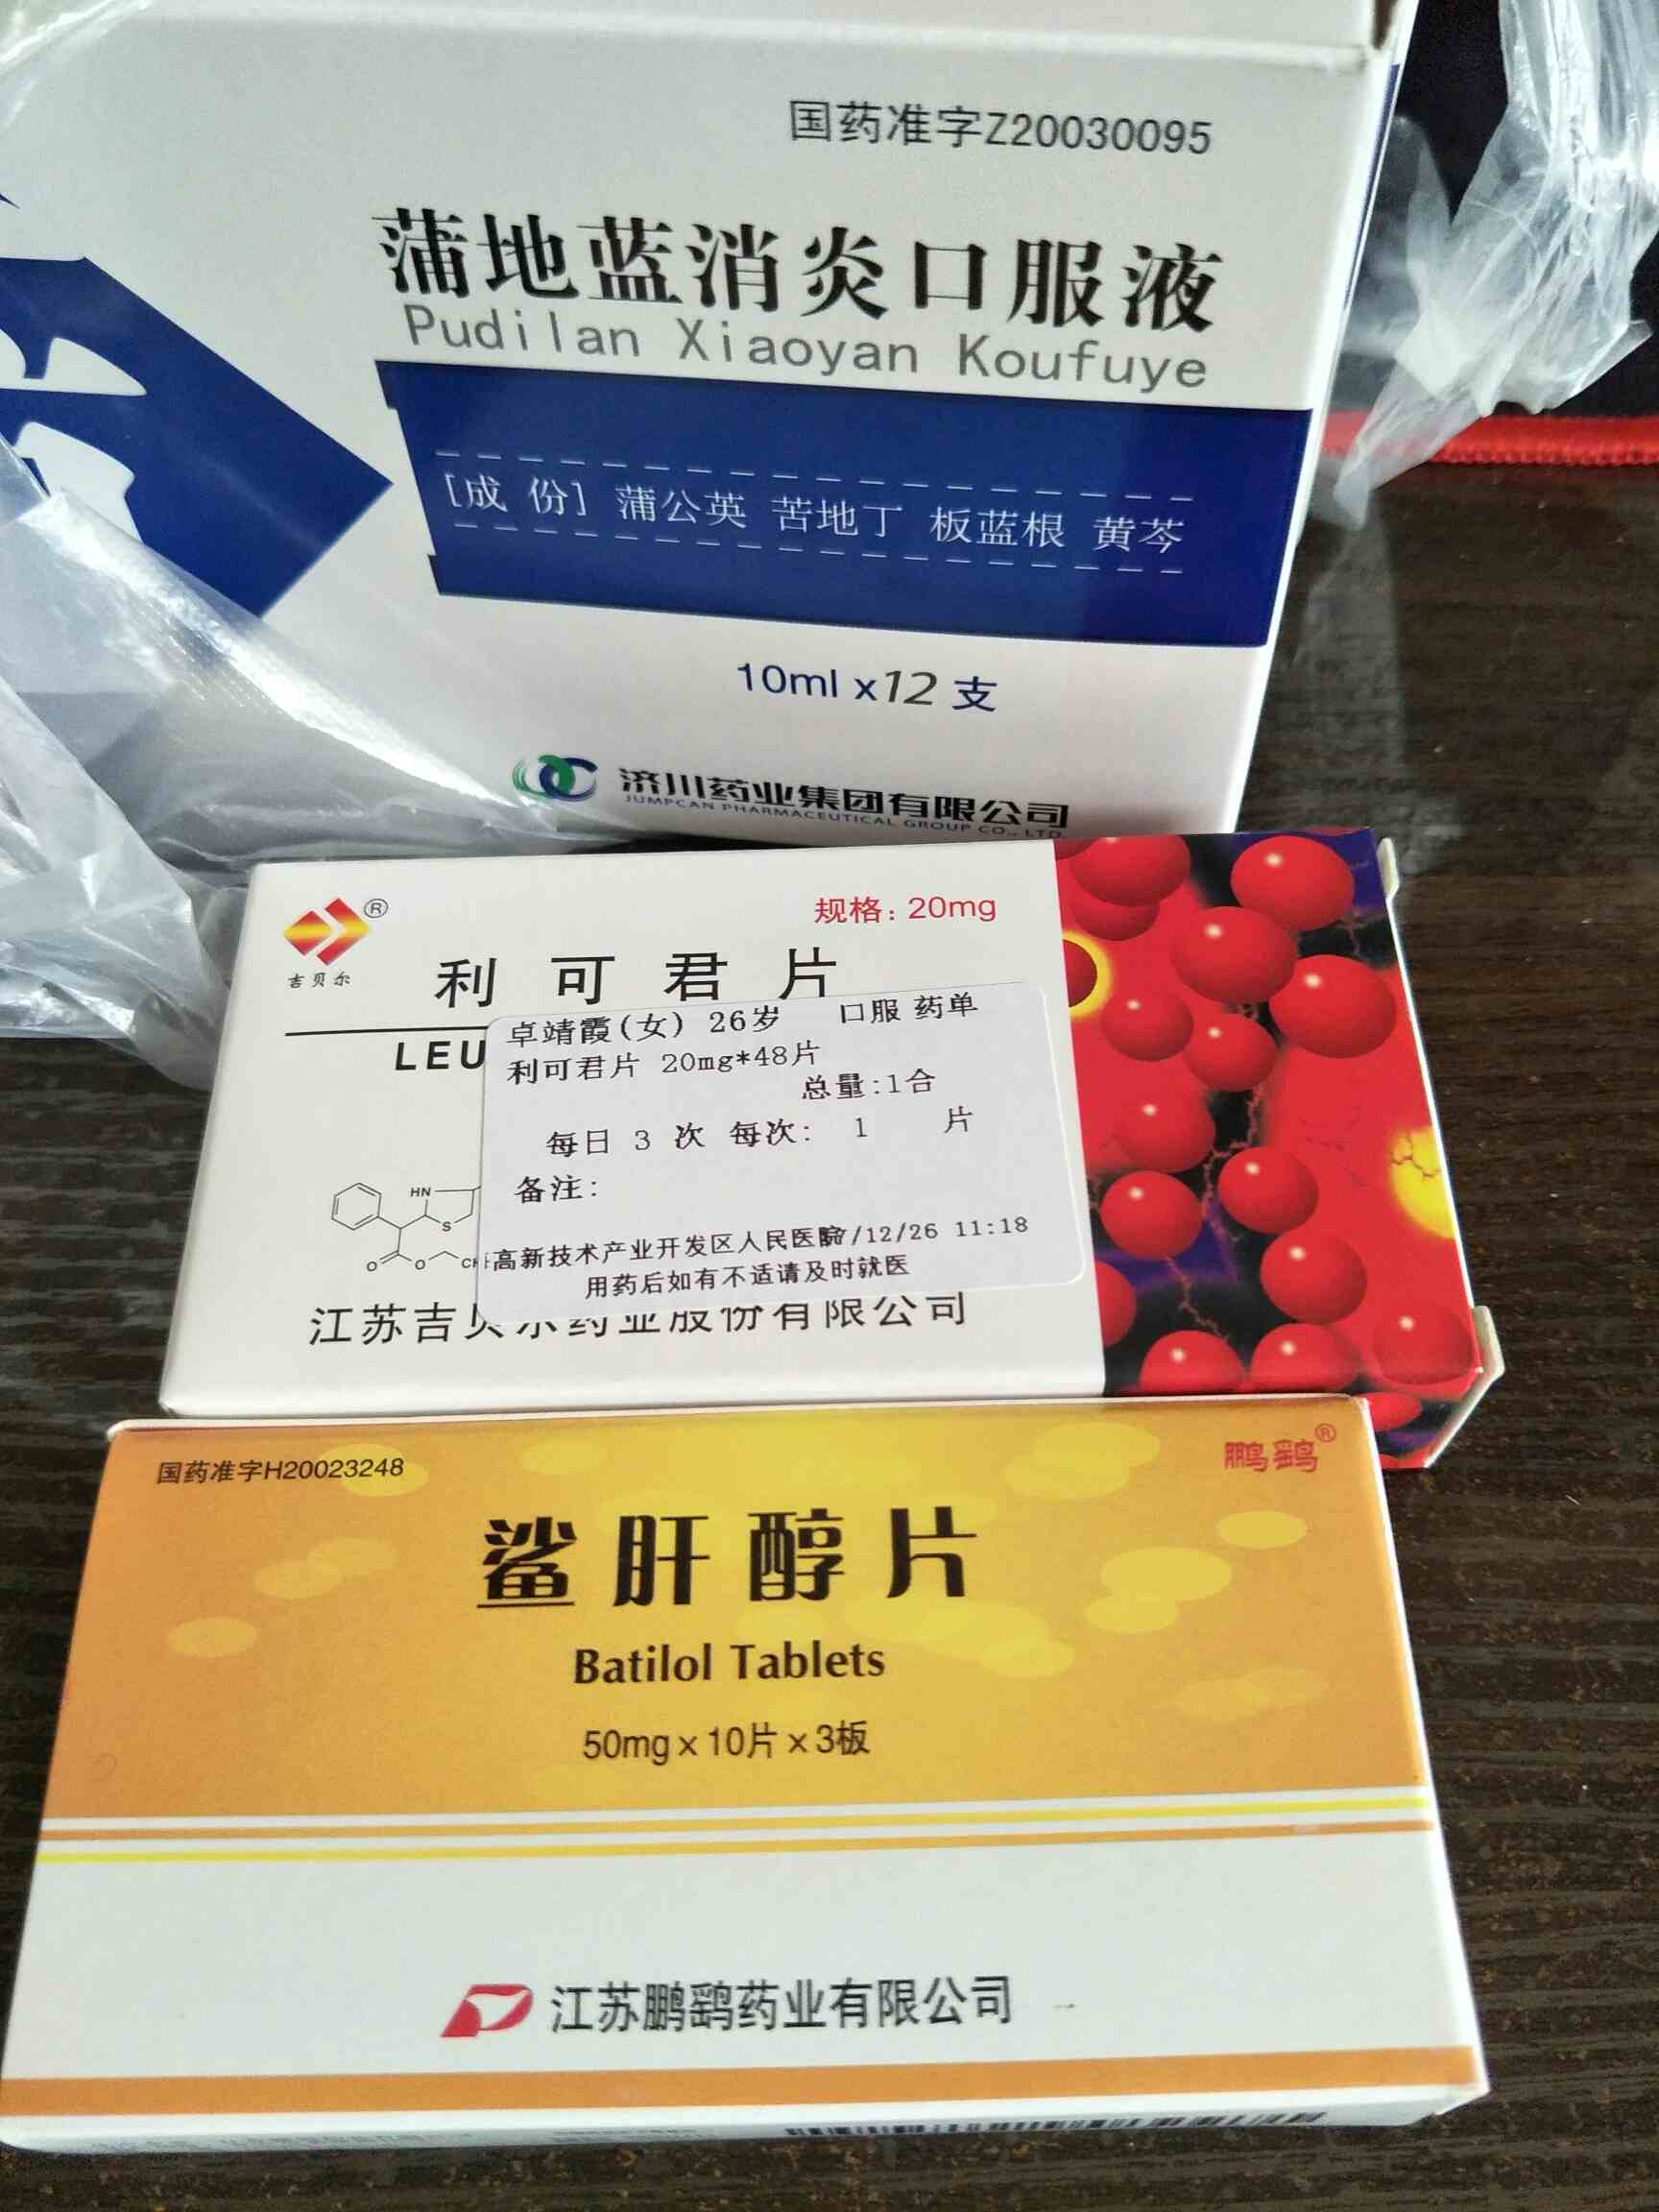 国药准字Z20030095
蒲地蓝消炎口服液
Pudilan Xiaoyan Koufuye
[成 份] 蒲公英 苦地丁 板蓝根 黄芩
10ml x12 支
济川药业集团有限公司
JUMPCAN PHARMACEUTICAL GROUP CO., LTD.
吉贝尔
规格: 20mg
利可君片
LEU
卓靖霞(女) 26岁 口服 药单
利可君片 20mg*48片
总量:1合
每日 3 次 每次: 1 片
备注:
高新技术产业开发区人民医院 /12/26 11:18
用药后如有不适请及时就医
HN
S
O
O
江苏吉贝尔药业股份有限公司
国药准字H20023248
鹏鹞
鲨肝醇片
Batilol Tablets
50mg×10片×3板
江苏鹏鹞药业有限公司